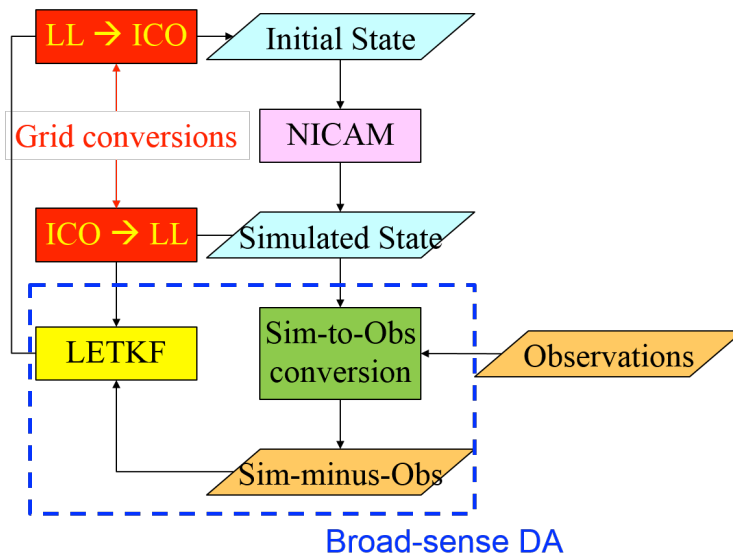 LL → ICO
Initial State
Grid conversions
NICAM
ICO → LL
Simulated State
LETKF
Sim-to-Obs
conversion
Observations
Sim-minus-Obs
Broad-sense DA